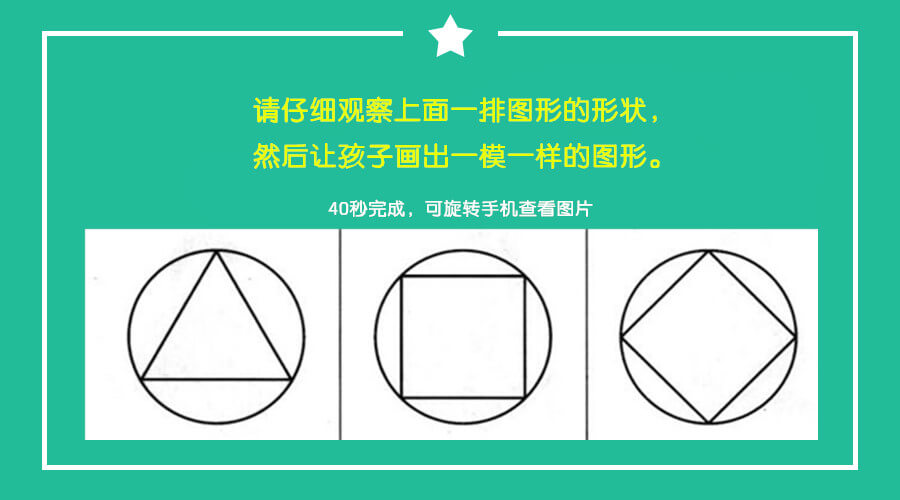 请仔细观察上面一排图形的形状，
然后让孩子画出一模一样的图形。
40秒完成，可旋转手机查看图片